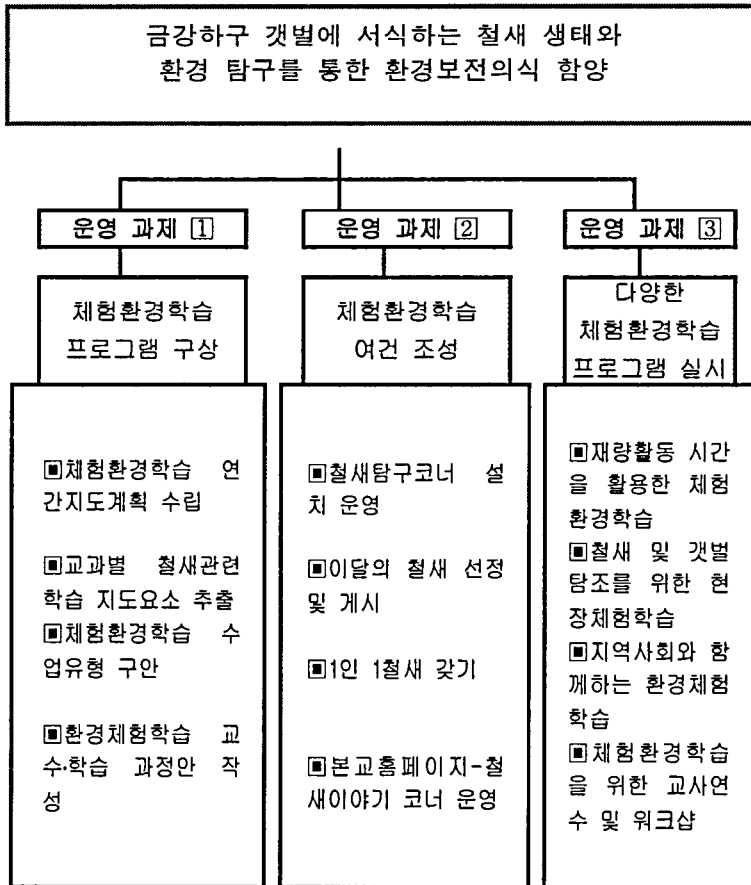 금강하구 갯벌에 서식하는 철새 생태와
환경 탐구를 통한 환경보전의식 함양
운영 과제 1
체험환경학습
프로그램 구상
▣체험환경학습 연
간지도계획 수립
▣교과별 철새관련
학습 지도요소 추출
▣체험환경학습 수
업유형 구안
▣환경체험학습 교
수·학습 과정안 작
성
운영 과제 2
체험환경학습
여건 조성
▣철새탐구코너 설
치 운영
▣이달의 철새 선정
및 게시
▣1인 1철새 갖기
▣본교홈페이지-철
새이야기 코너 운영
운영 과제 3
다양한
체험환경학습
프로그램 실시
▣재량활동 시간
을 활용한 체험
환경학습
▣철새 및 갯벌
탐조를 위한 현
장체험학습
▣지역사회와 함
께하는 환경체험
학습
▣체험환경학습
을 위한 교사연
수 및 워크샵